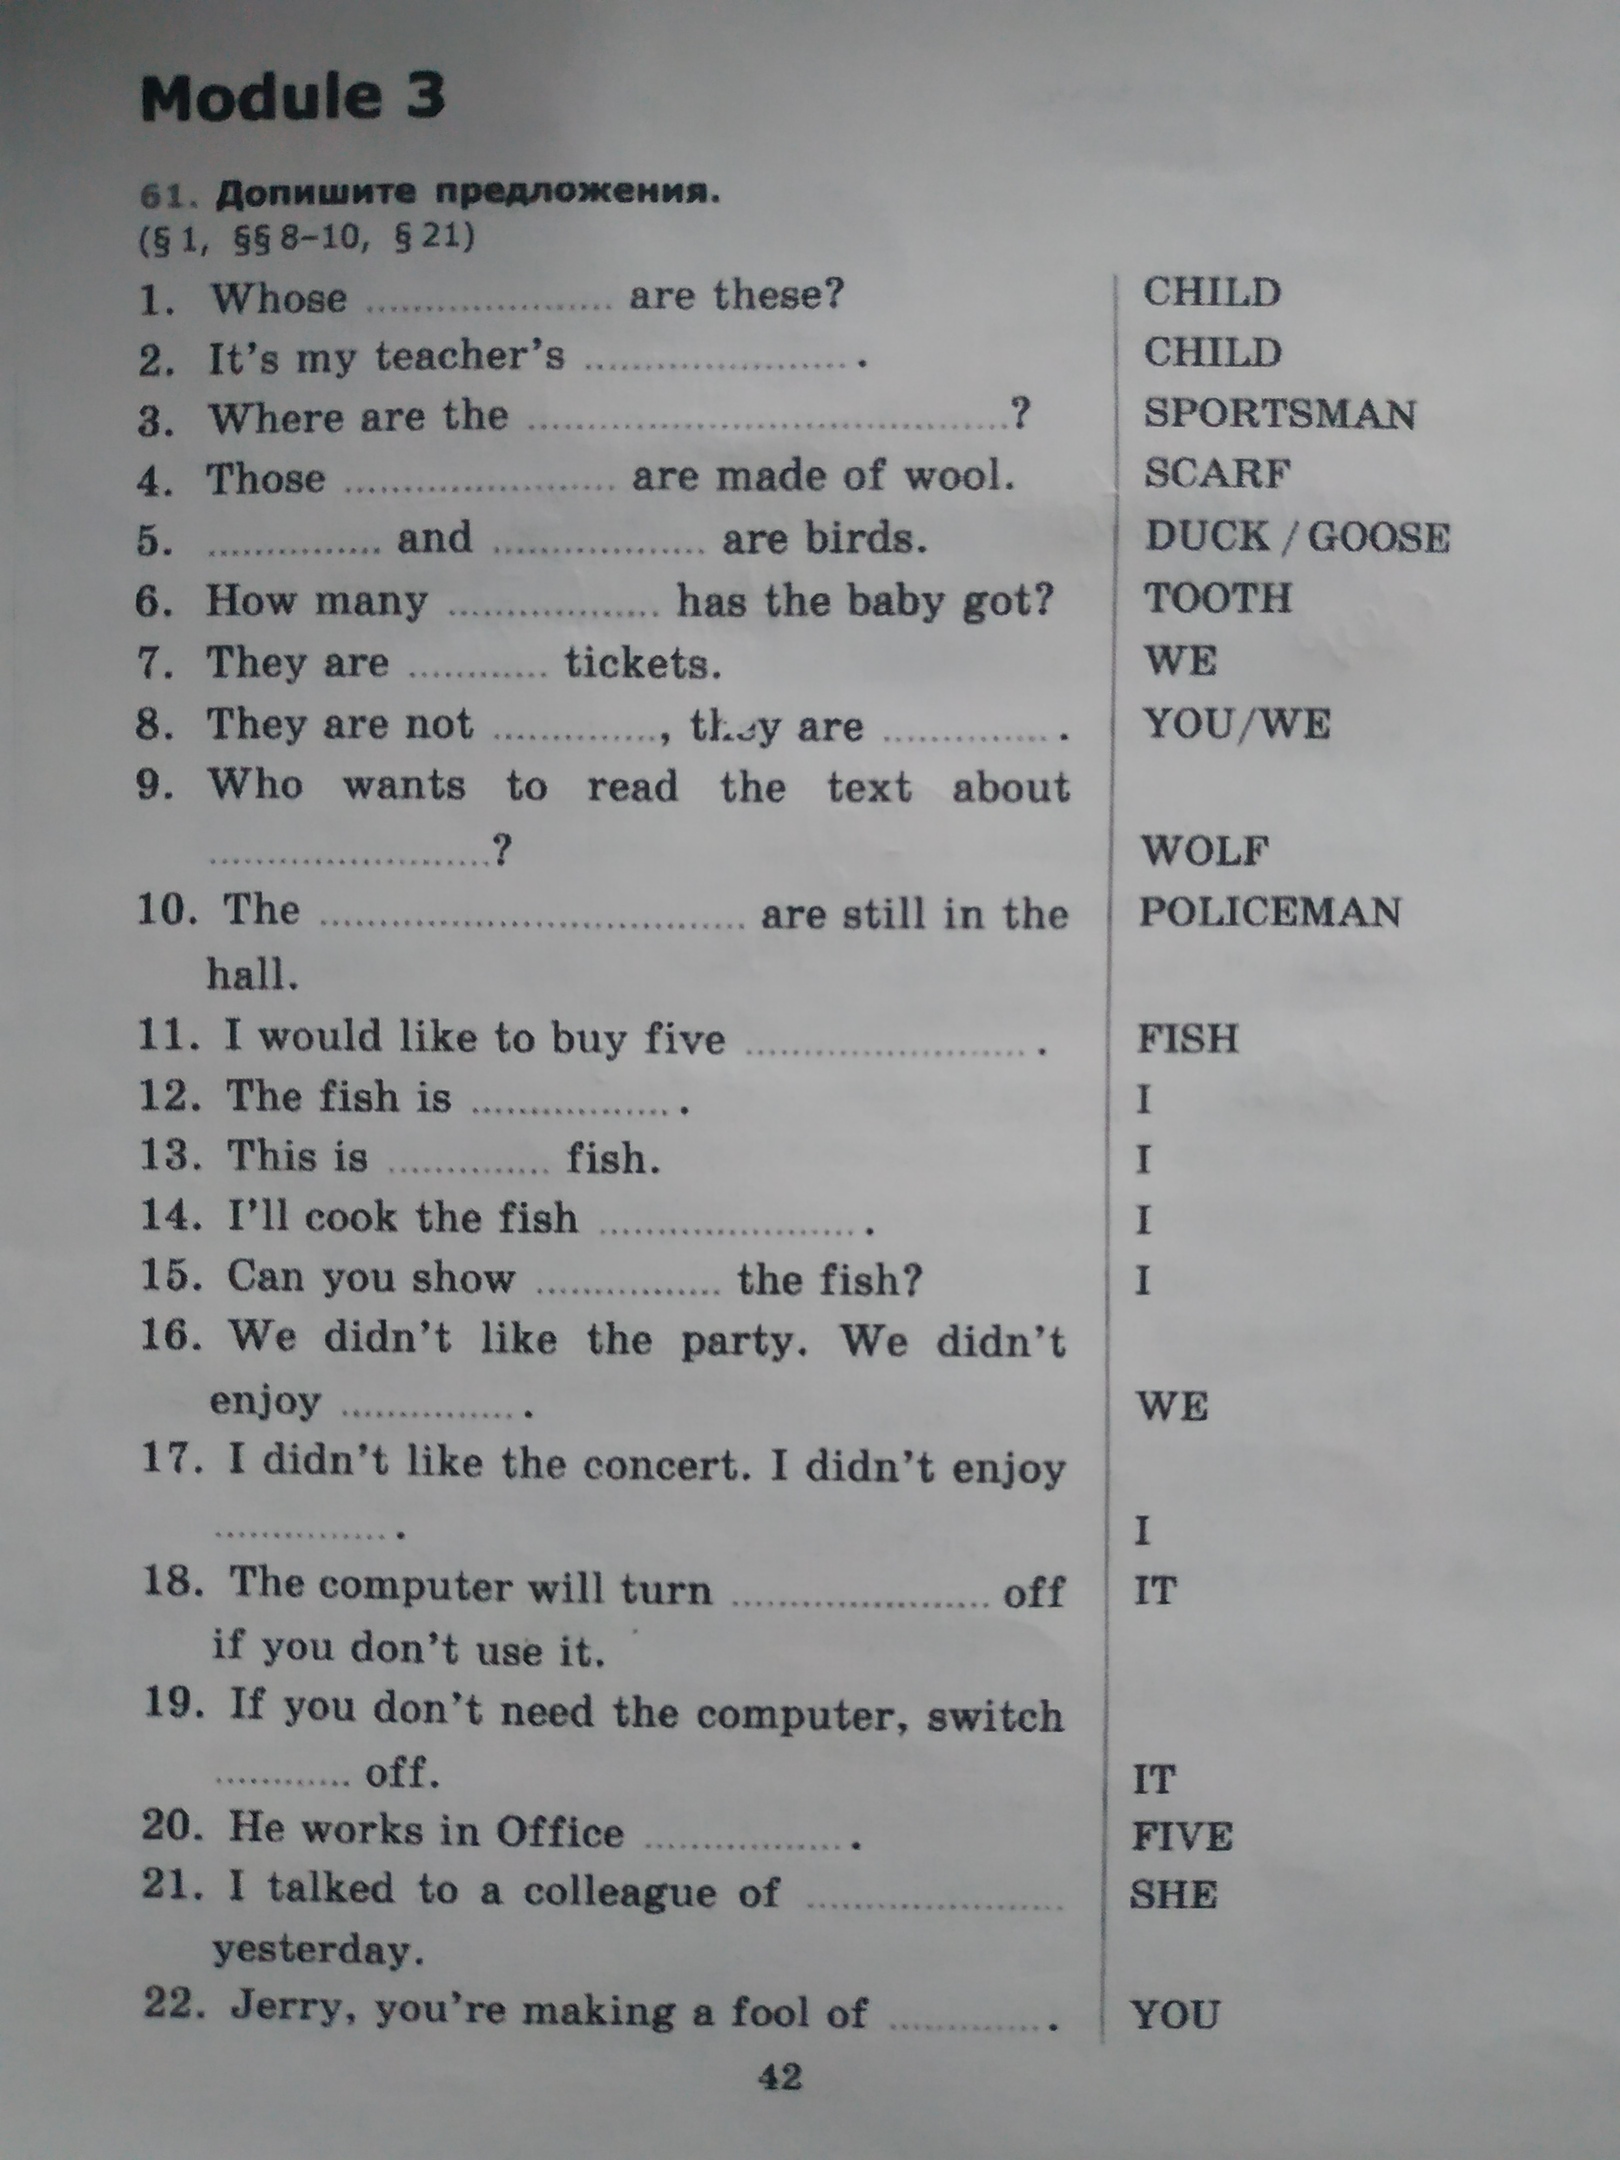 Module 3
61. Допишите предложения.
(§ 1, §§ 8–10, § 21)
1. Whose ..................... are these? CHILD
2. It's my teacher's ...................... . CHILD
3. Where are the ........................................? SPORTSMAN
4. Those ....................... are made of wool. SCARF
5. ............... and .................. are birds. DUCK / GOOSE
6. How many .................. has the baby got? TOOTH
7. They are ............ tickets. WE
8. They are not .............., they are .............. . YOU/WE
9. Who wants to read the text about
........................? WOLF
10. The .................................... are still in the POLICEMAN
hall.
11. I would like to buy five ........................ . FISH
12. The fish is ................. . I
13. This is .............. fish. I
14. I'll cook the fish ...................... . I
15. Can you show ................ the fish? I
16. We didn't like the party. We didn't
enjoy ............... . WE
17. I didn't like the concert. I didn't enjoy
............... . I
18. The computer will turn ...................... off IT
if you don't use it.
19. If you don't need the computer, switch
............ off. IT
20. He works in Office ................. . FIVE
21. I talked to a colleague of ...................... SHE
yesterday.
22. Jerry, you're making a fool of ............. . YOU
42